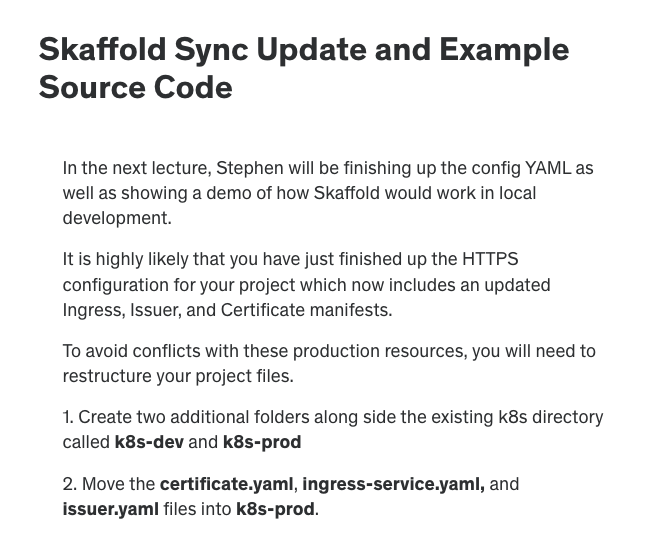 Skaffold Sync Update and Example
Source Code
In the next lecture, Stephen will be finishing up the config YAML as
well as showing a demo of how Skaffold would work in local
development.
It is highly likely that you have just finished up the HTTPS
configuration for your project which now includes an updated
Ingress, Issuer, and Certificate manifests.
To avoid conflicts with these production resources, you will need to
restructure your project files.
1. Create two additional folders along side the existing k8s directory
called k8s-dev and k8s-prod
2. Move the certificate.yaml, ingress-service.yaml, and
issuer.yaml files into k8s-prod.